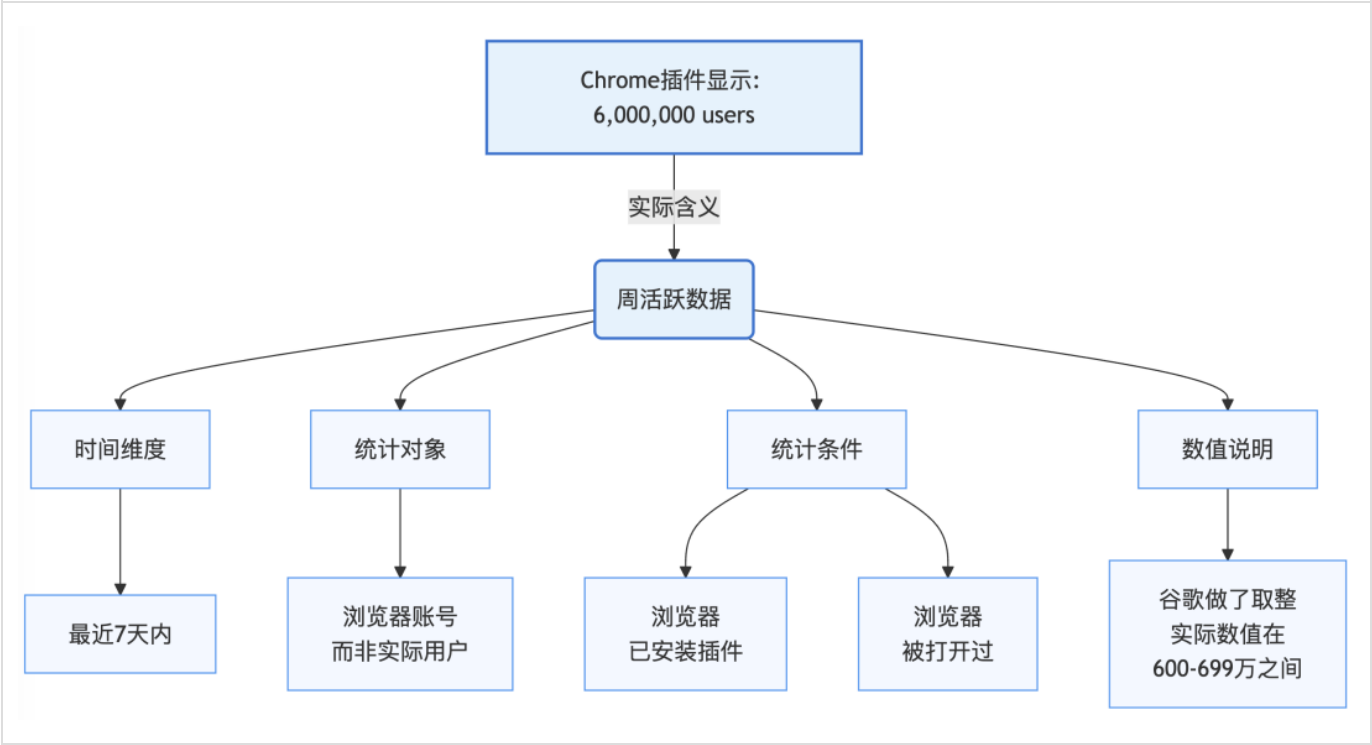 Chrome插件显示:
6,000,000 users
实际含义
周活跃数据
时间维度
统计对象
统计条件
数值说明
最近7天内
浏览器账号
而非实际用户
浏览器
已安装插件
浏览器
被打开过
谷歌做了取整
实际数值在
600-699万之间